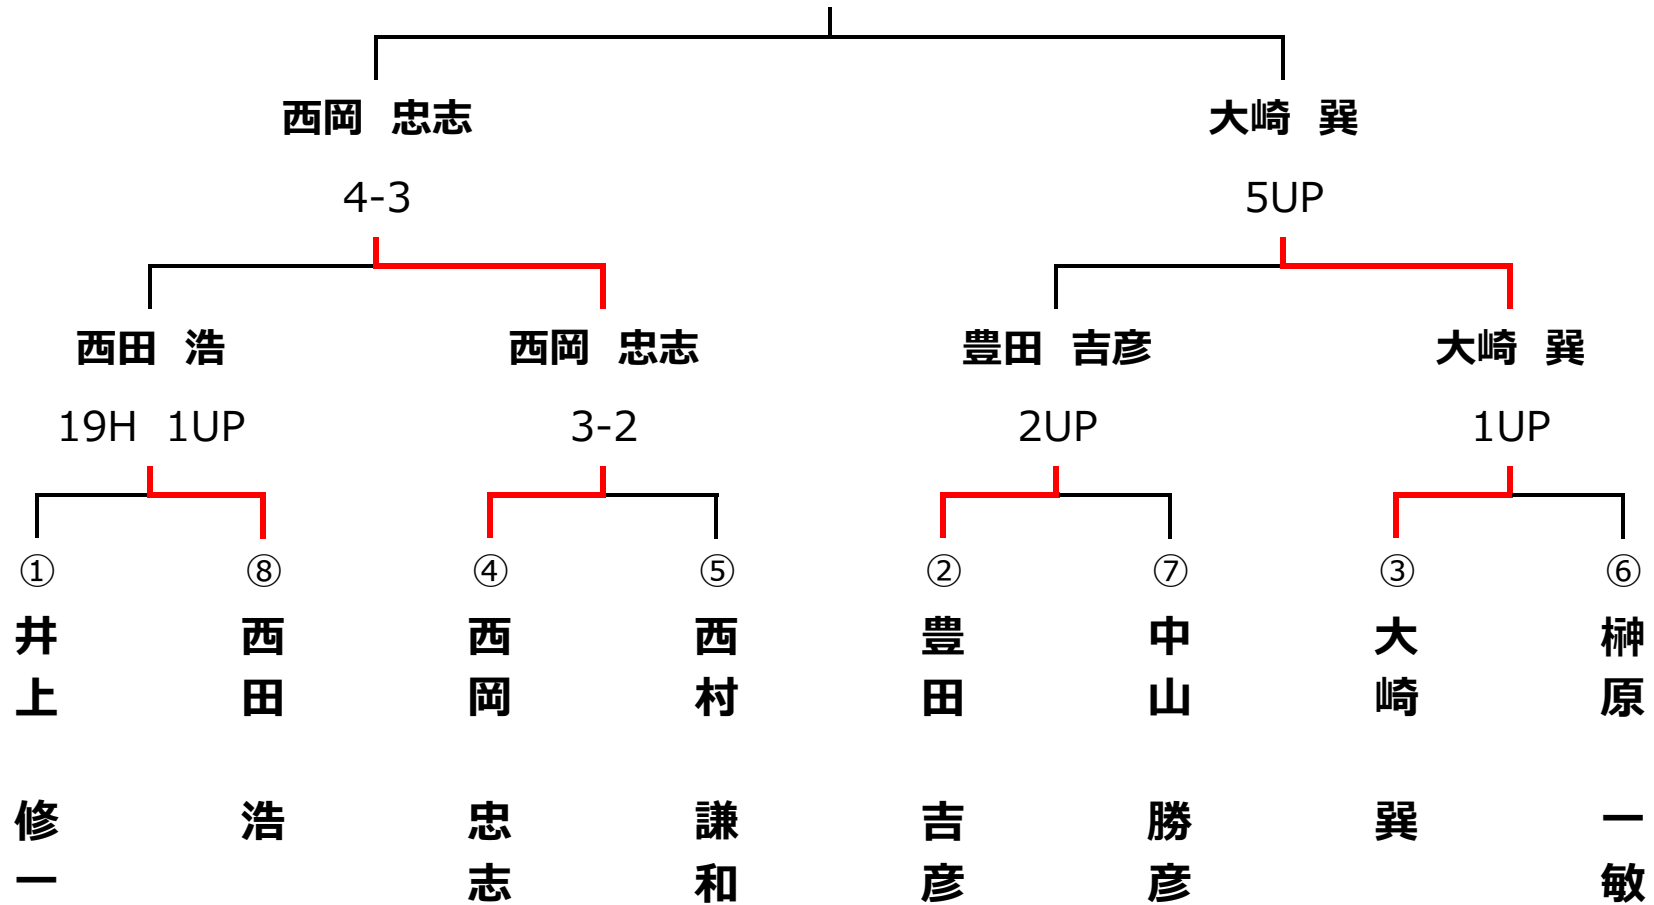 西岡 忠志 大崎 巽
4-3 5UP
西田 浩 西岡 忠志 豊田 吉彦 大崎 巽
19H 1UP 3-2 2UP 1UP
① ⑧ ④ ⑤ ② ⑦ ③ ⑥
井上 修一
西田 浩
西岡 忠志
西村 謙和
豊田 吉彦
中山 勝彦
大崎 巽
榊原 一敏